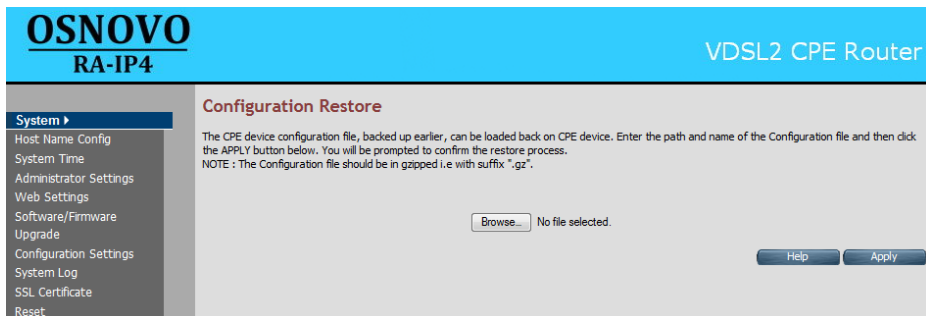 OSNOVO
RA-IP4
VDSL2 CPE Router
System
Host Name Config
System Time
Administrator Settings
Web Settings
Software/Firmware
Upgrade
Configuration Settings
System Log
SSL Certificate
Reset
Configuration Restore
The CPE device configuration file, backed up earlier, can be loaded back on CPE device. Enter the path and name of the Configuration file and then click
the APPLY button below. You will be prompted to confirm the restore process.
NOTE : The Configuration file should be in gzipped i.e with suffix ".gz".
Browse... No file selected.
Help Apply